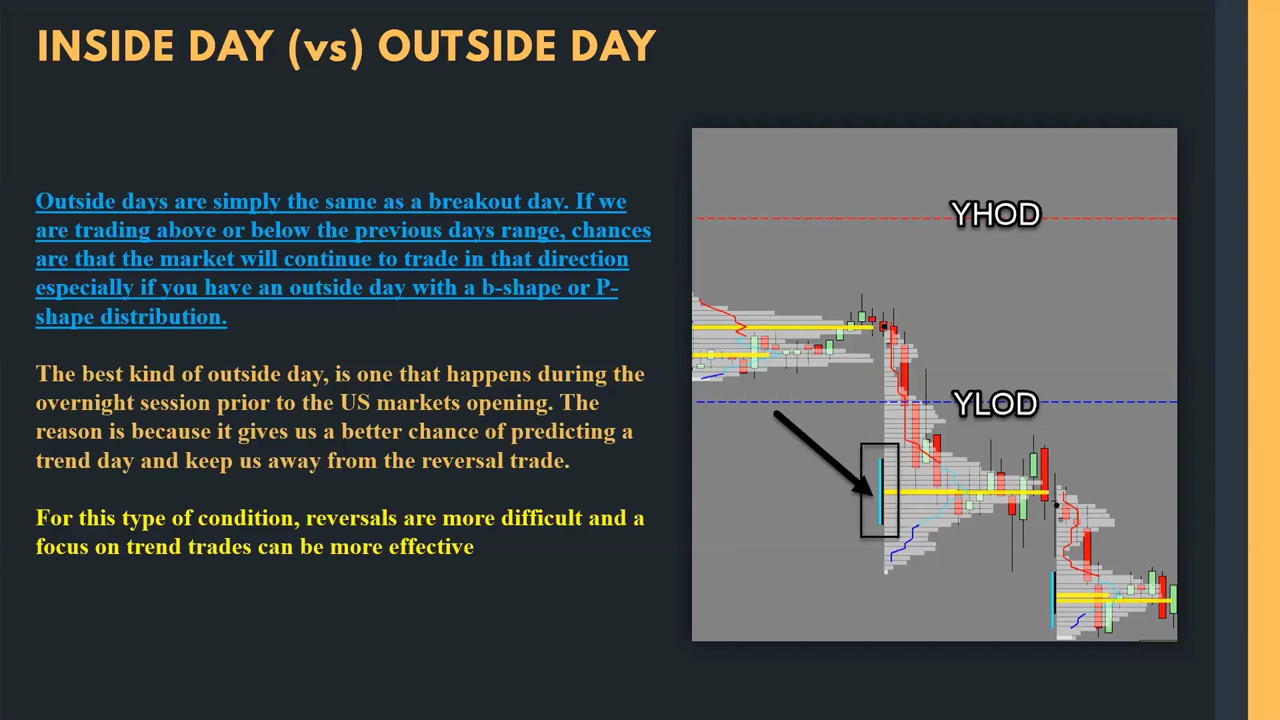 INSIDE DAY (vs) OUTSIDE DAY
Outside days are simply the same as a breakout day. If we
are trading above or below the previous days range, chances
are that the market will continue to trade in that direction
especially if you have an outside day with a b-shape or P-
shape distribution.
The best kind of outside day, is one that happens during the
overnight session prior to the US markets opening. The
reason is because it gives us a better chance of predicting a
trend day and keep us away from the reversal trade.
For this type of condition, reversals are more difficult and a
focus on trend trades can be more effective
YHOD
YLOD